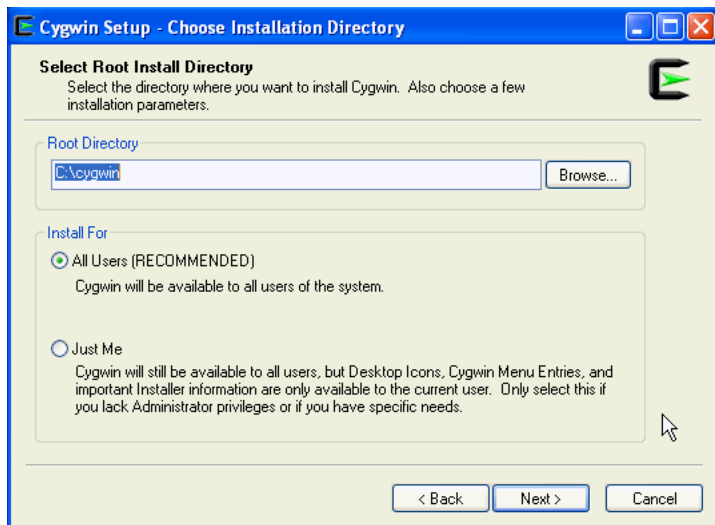 Cygwin Setup - Choose Installation Directory
Select Root Install Directory
Select the directory where you want to install Cygwin. Also choose a few
installation parameters.
Root Directory
C:\cygwin
Browse...
Install For
All Users (RECOMMENDED)
Cygwin will be available to all users of the system.
Just Me
Cygwin will still be available to all users, but Desktop Icons, Cygwin Menu Entries, and
important Installer information are only available to the current user. Only select this if
you lack Administrator privileges or if you have specific needs.
< Back
Next >
Cancel